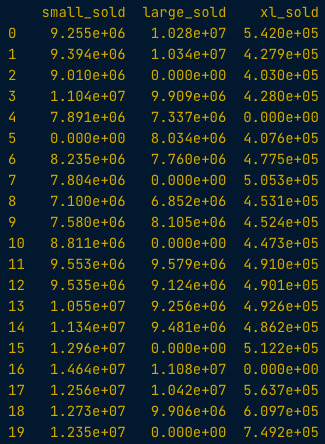 small_sold large_sold xl_sold
0 9.255e+06 1.028e+07 5.420e+05
1 9.394e+06 1.034e+07 4.279e+05
2 9.010e+06 0.000e+00 4.030e+05
3 1.104e+07 9.909e+06 4.280e+05
4 7.891e+06 7.337e+06 0.000e+00
5 0.000e+00 8.034e+06 4.076e+05
6 8.235e+06 7.760e+06 4.775e+05
7 7.804e+06 0.000e+00 5.053e+05
8 7.100e+06 6.852e+06 4.531e+05
9 7.580e+06 8.105e+06 4.524e+05
10 8.811e+06 0.000e+00 4.473e+05
11 9.553e+06 9.579e+06 4.910e+05
12 9.535e+06 9.124e+06 4.901e+05
13 1.055e+07 9.256e+06 4.926e+05
14 1.134e+07 9.481e+06 4.862e+05
15 1.296e+07 0.000e+00 5.122e+05
16 1.464e+07 1.108e+07 0.000e+00
17 1.256e+07 1.042e+07 5.637e+05
18 1.273e+07 9.906e+06 6.097e+05
19 1.235e+07 0.000e+00 7.492e+05